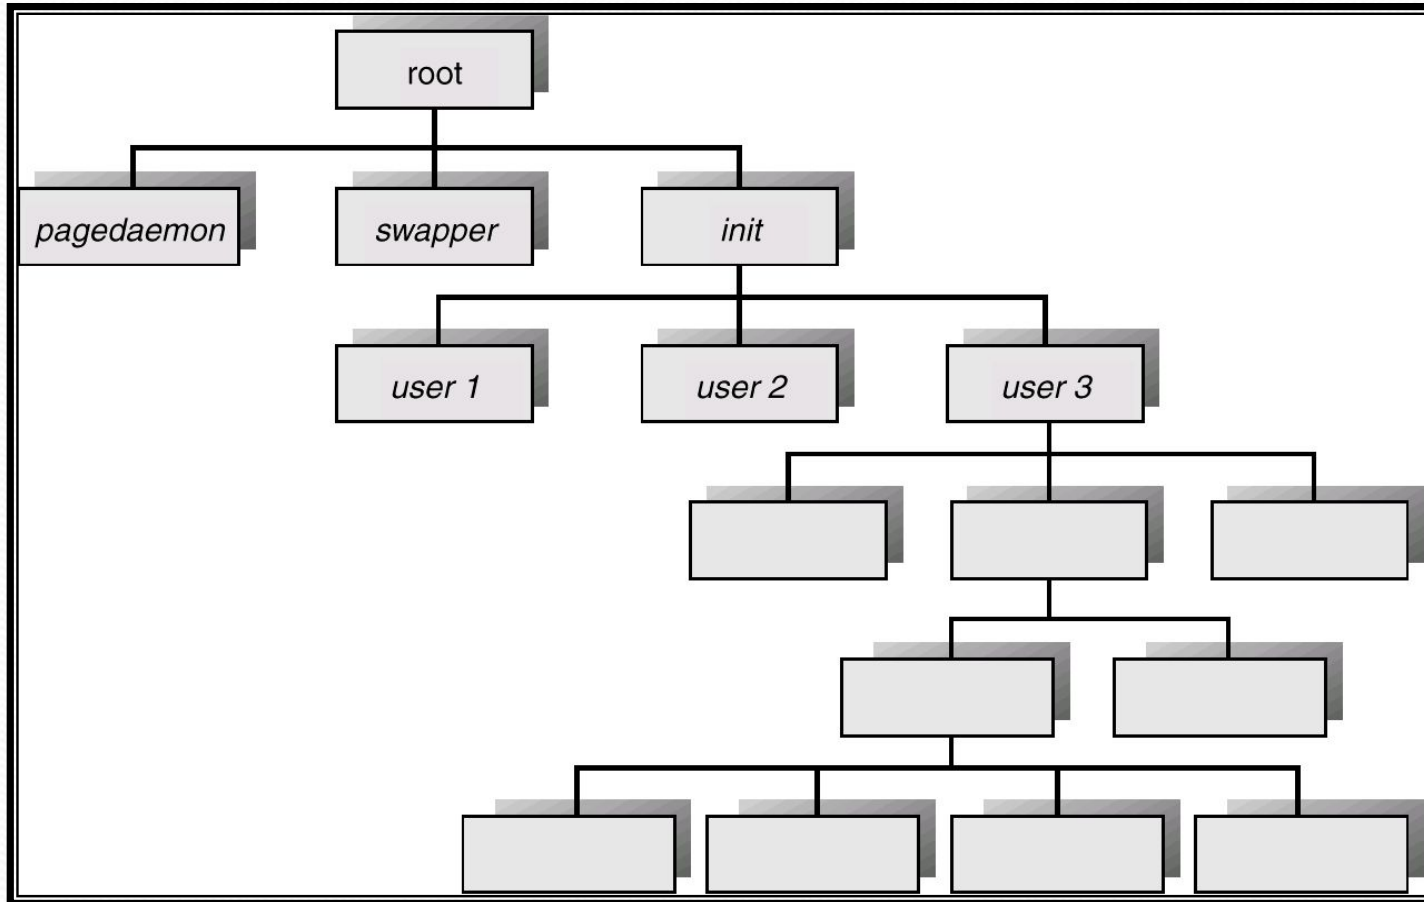 root
pagedaemon
swapper
init
user 1
user 2
user 3